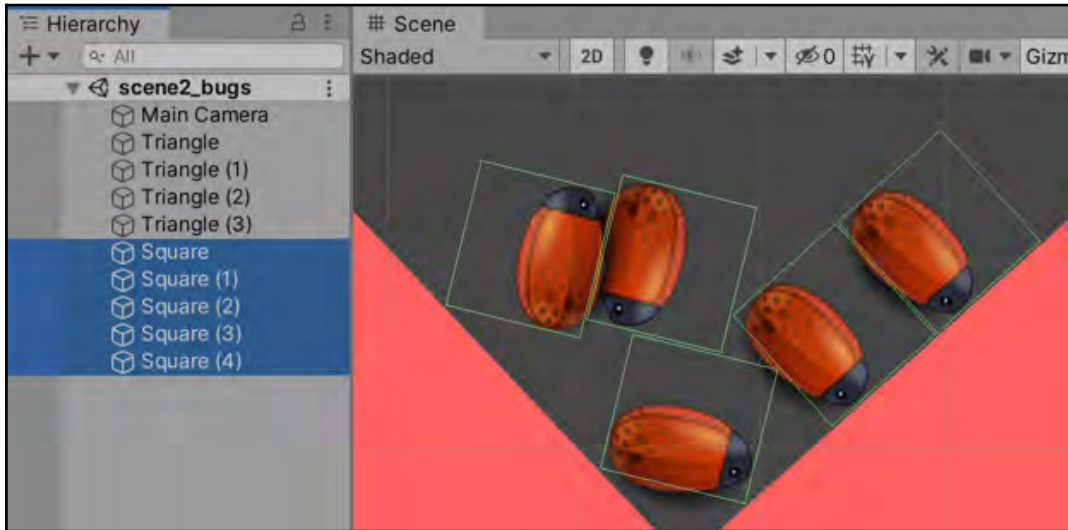 Hierarchy
All
scene2_bugs
Main Camera
Triangle
Triangle (1)
Triangle (2)
Triangle (3)
Square
Square (1)
Square (2)
Square (3)
Square (4)
Scene
Shaded 2D 0 Gizm